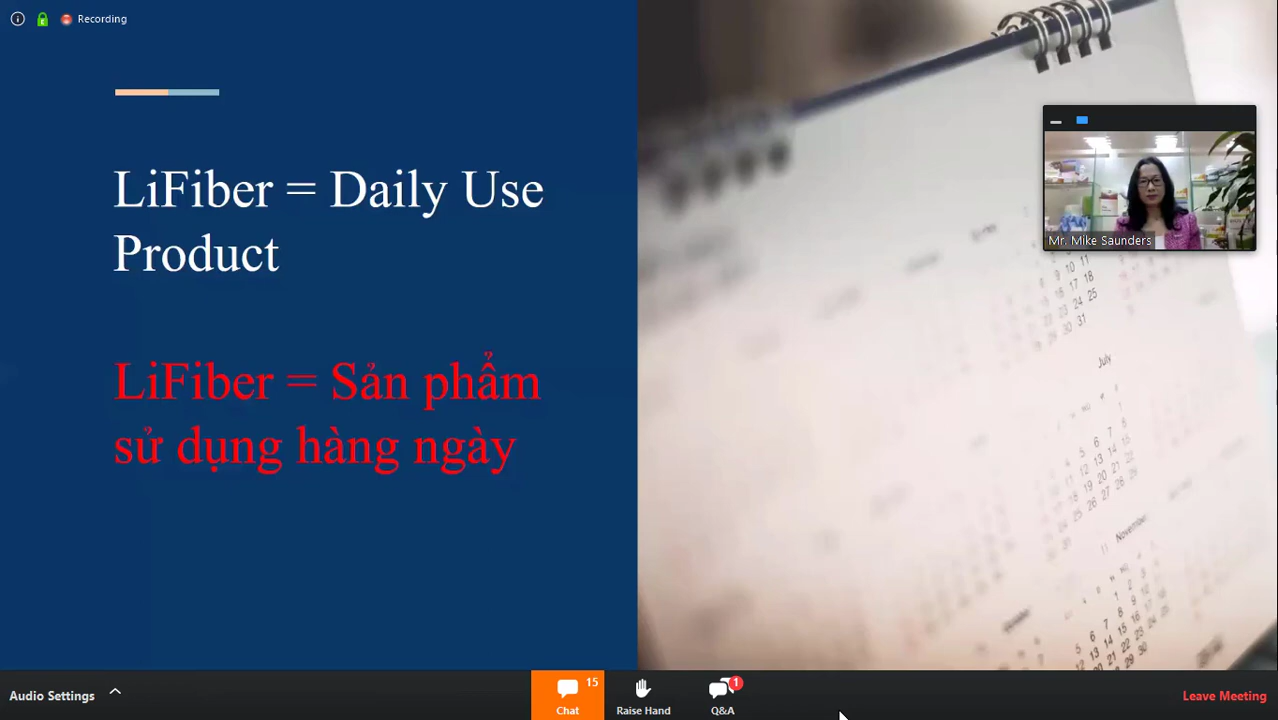 Recording
LiFiber = Daily Use
Product
LiFiber = Sản phẩm
sử dụng hàng ngày
Mr. Mike Saunders
July
November
Audio Settings
15
Chat
Raise Hand
1
Q&A
Leave Meeting